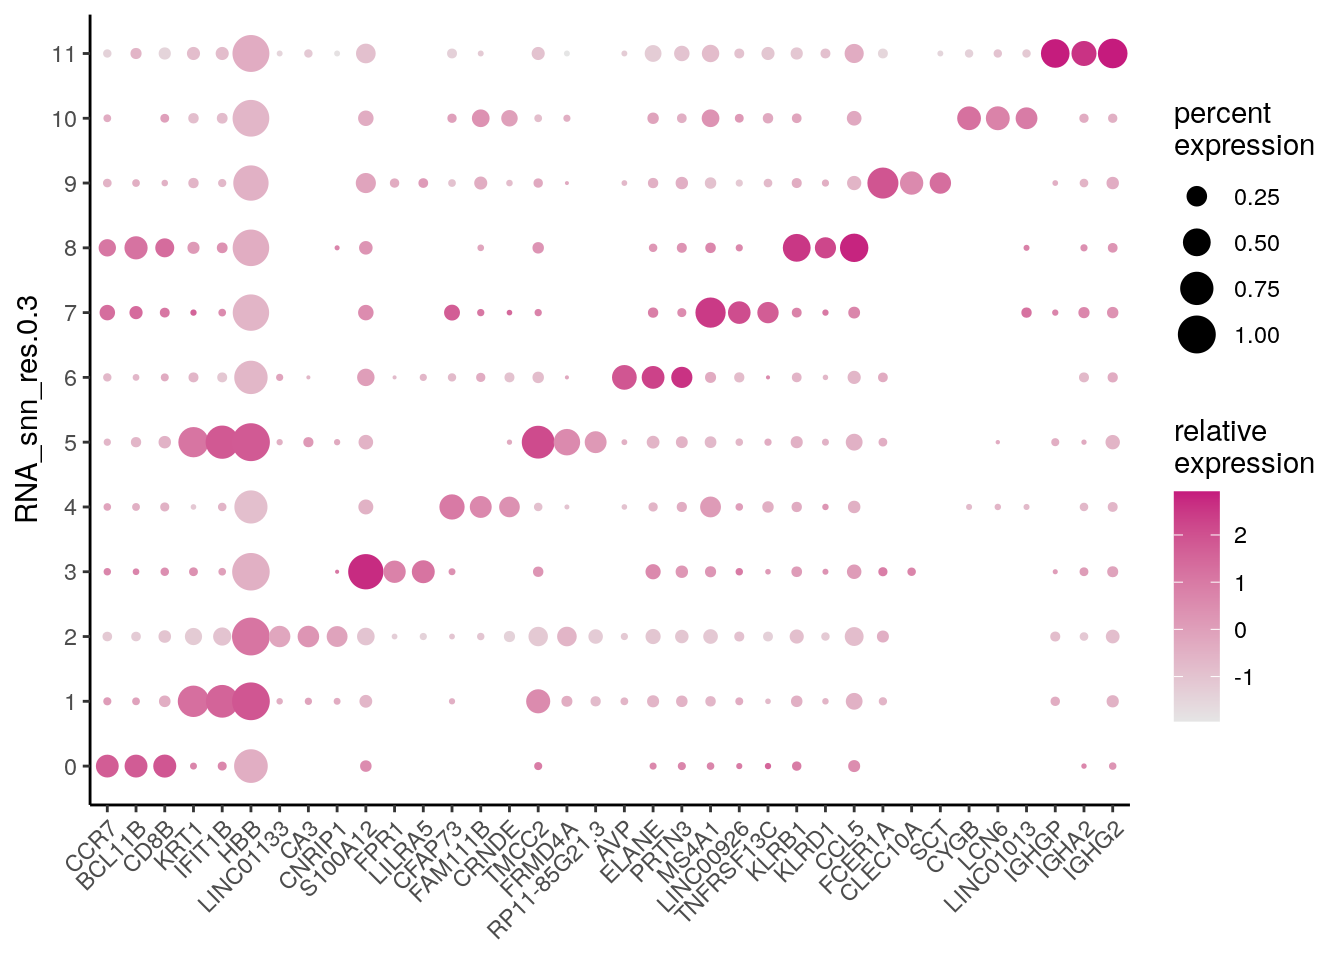 RNA_snn_res.0.3
11
10
9
8
7
6
5
4
3
2
1
0
CCR7
BCL11B
CD8B
KRT1
IFIT1B
HBB
LINC01133
CA3
CNRIP1
S100A12
FPR1
LILRA5
CFAP73
FAM111B
CRNDE
TMCC2
FRMD4A
RP11-85G21.3
AVP
ELANE
PRTN3
MS4A1
LINC00926
TNFRSF13C
KLRB1
KLRD1
CCL5
FCER1A
CLEC10A
SCT
CYGB
LCN6
LINC01013
IGHGP
IGHA2
IGHG2
percent
expression
0.25
0.50
0.75
1.00
relative
expression
2
1
0
-1